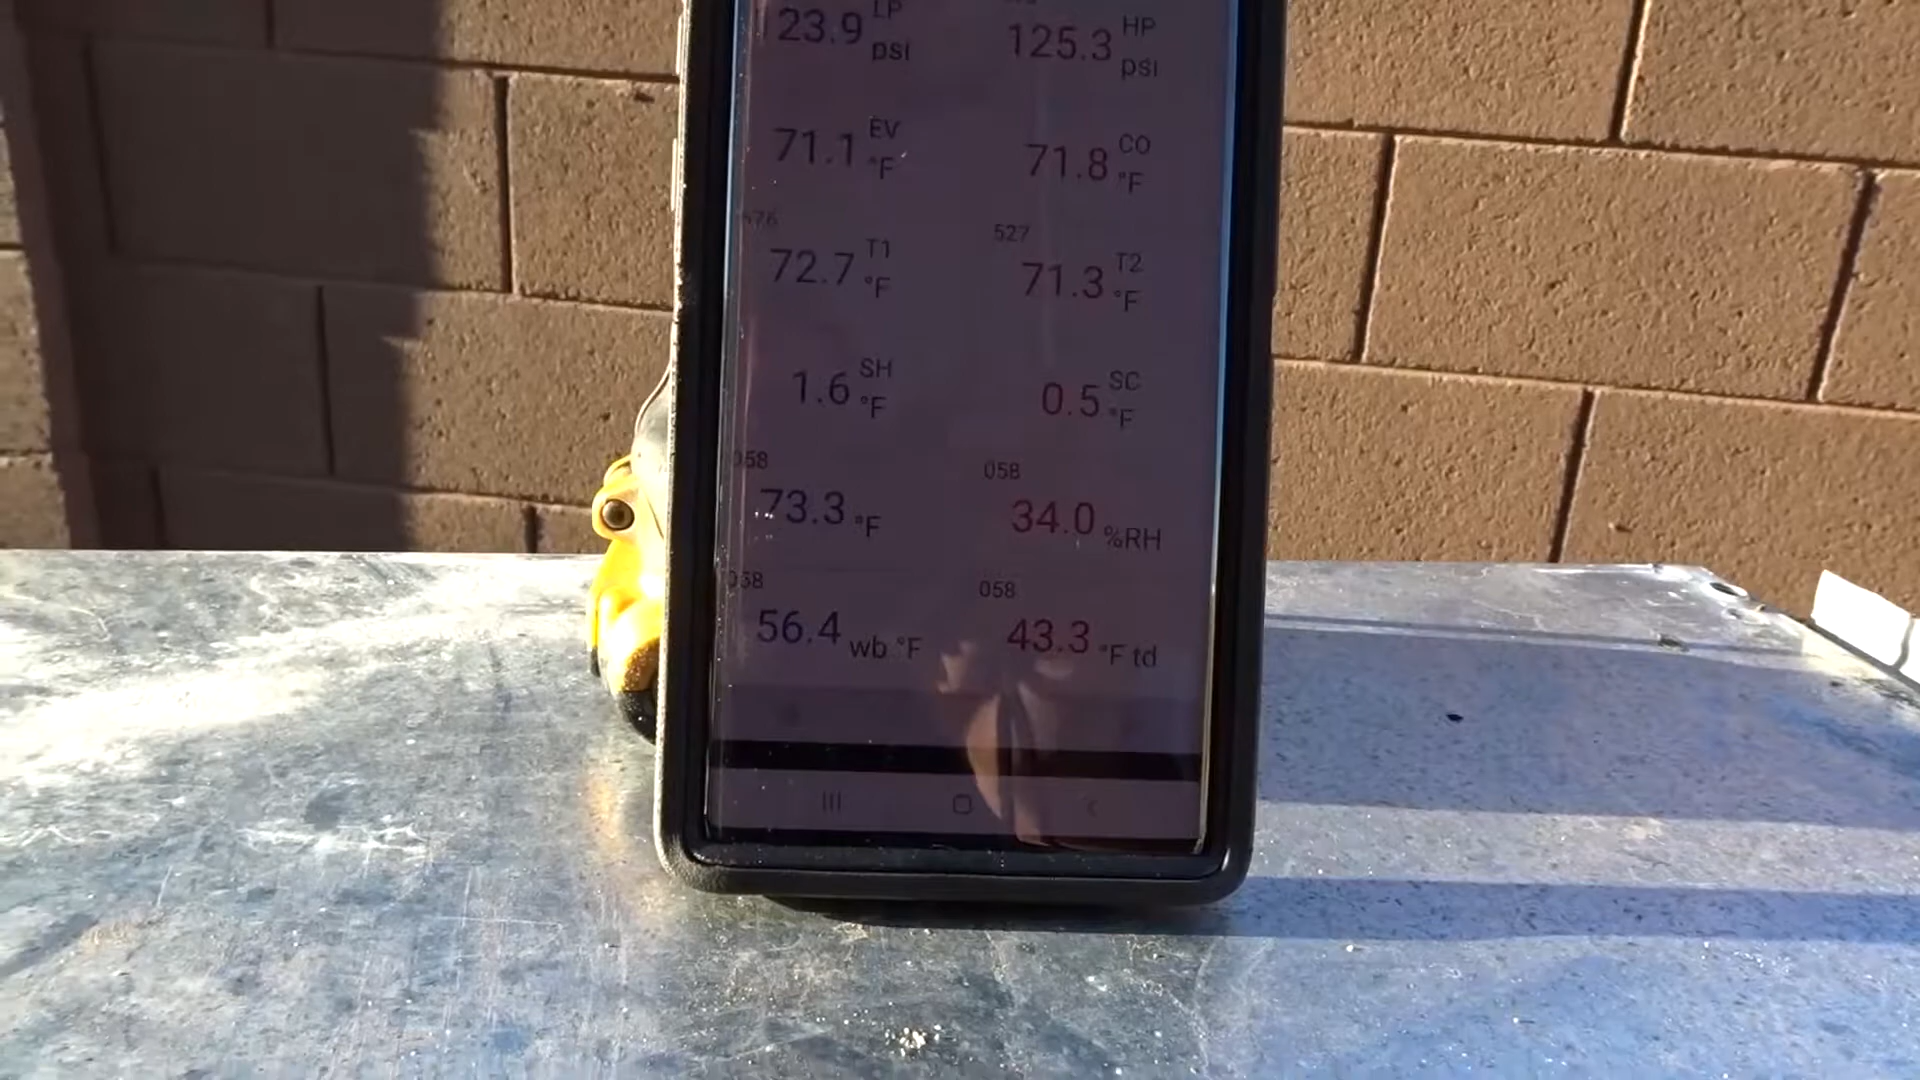 123.9 LP psi 125.3 HP psi
71.1 EV °F 71.8 CO °F
576 527
72.7 T1 °F 71.3 T2 °F
1.6 SH °F 0.5 SC °F
058 058
73.3 °F 34.0 %RH
058 058
56.4 wb °F 43.3 °F td